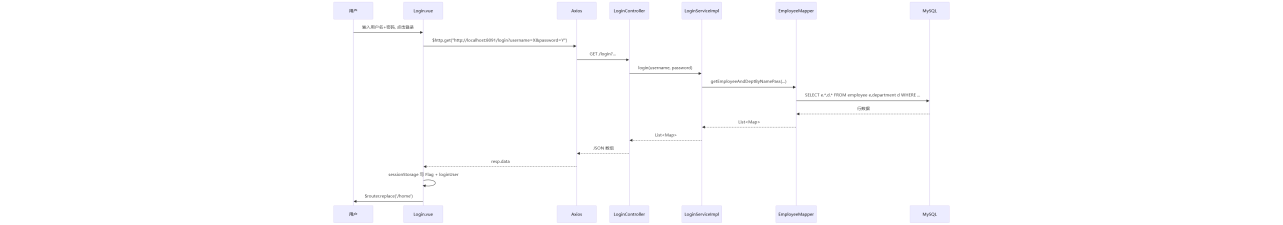 用户 Login.vue Axios LoginController LoginServiceImpl EmployeeMapper MySQL
输入用户名+密码, 点击登录
$http.get("http://localhost:8091/login?username=X&password=Y")
GET /login?...
login(username, password)
getEmployeeAndDeptByNamePass(...)
SELECT e.*,d.* FROM employee e,department d WHERE ...
行数据
List<Map>
List<Map>
JSON 数组
resp.data
sessionStorage 写 flag + loginUser
$router.replace('/home')
用户 Login.vue Axios LoginController LoginServiceImpl EmployeeMapper MySQL